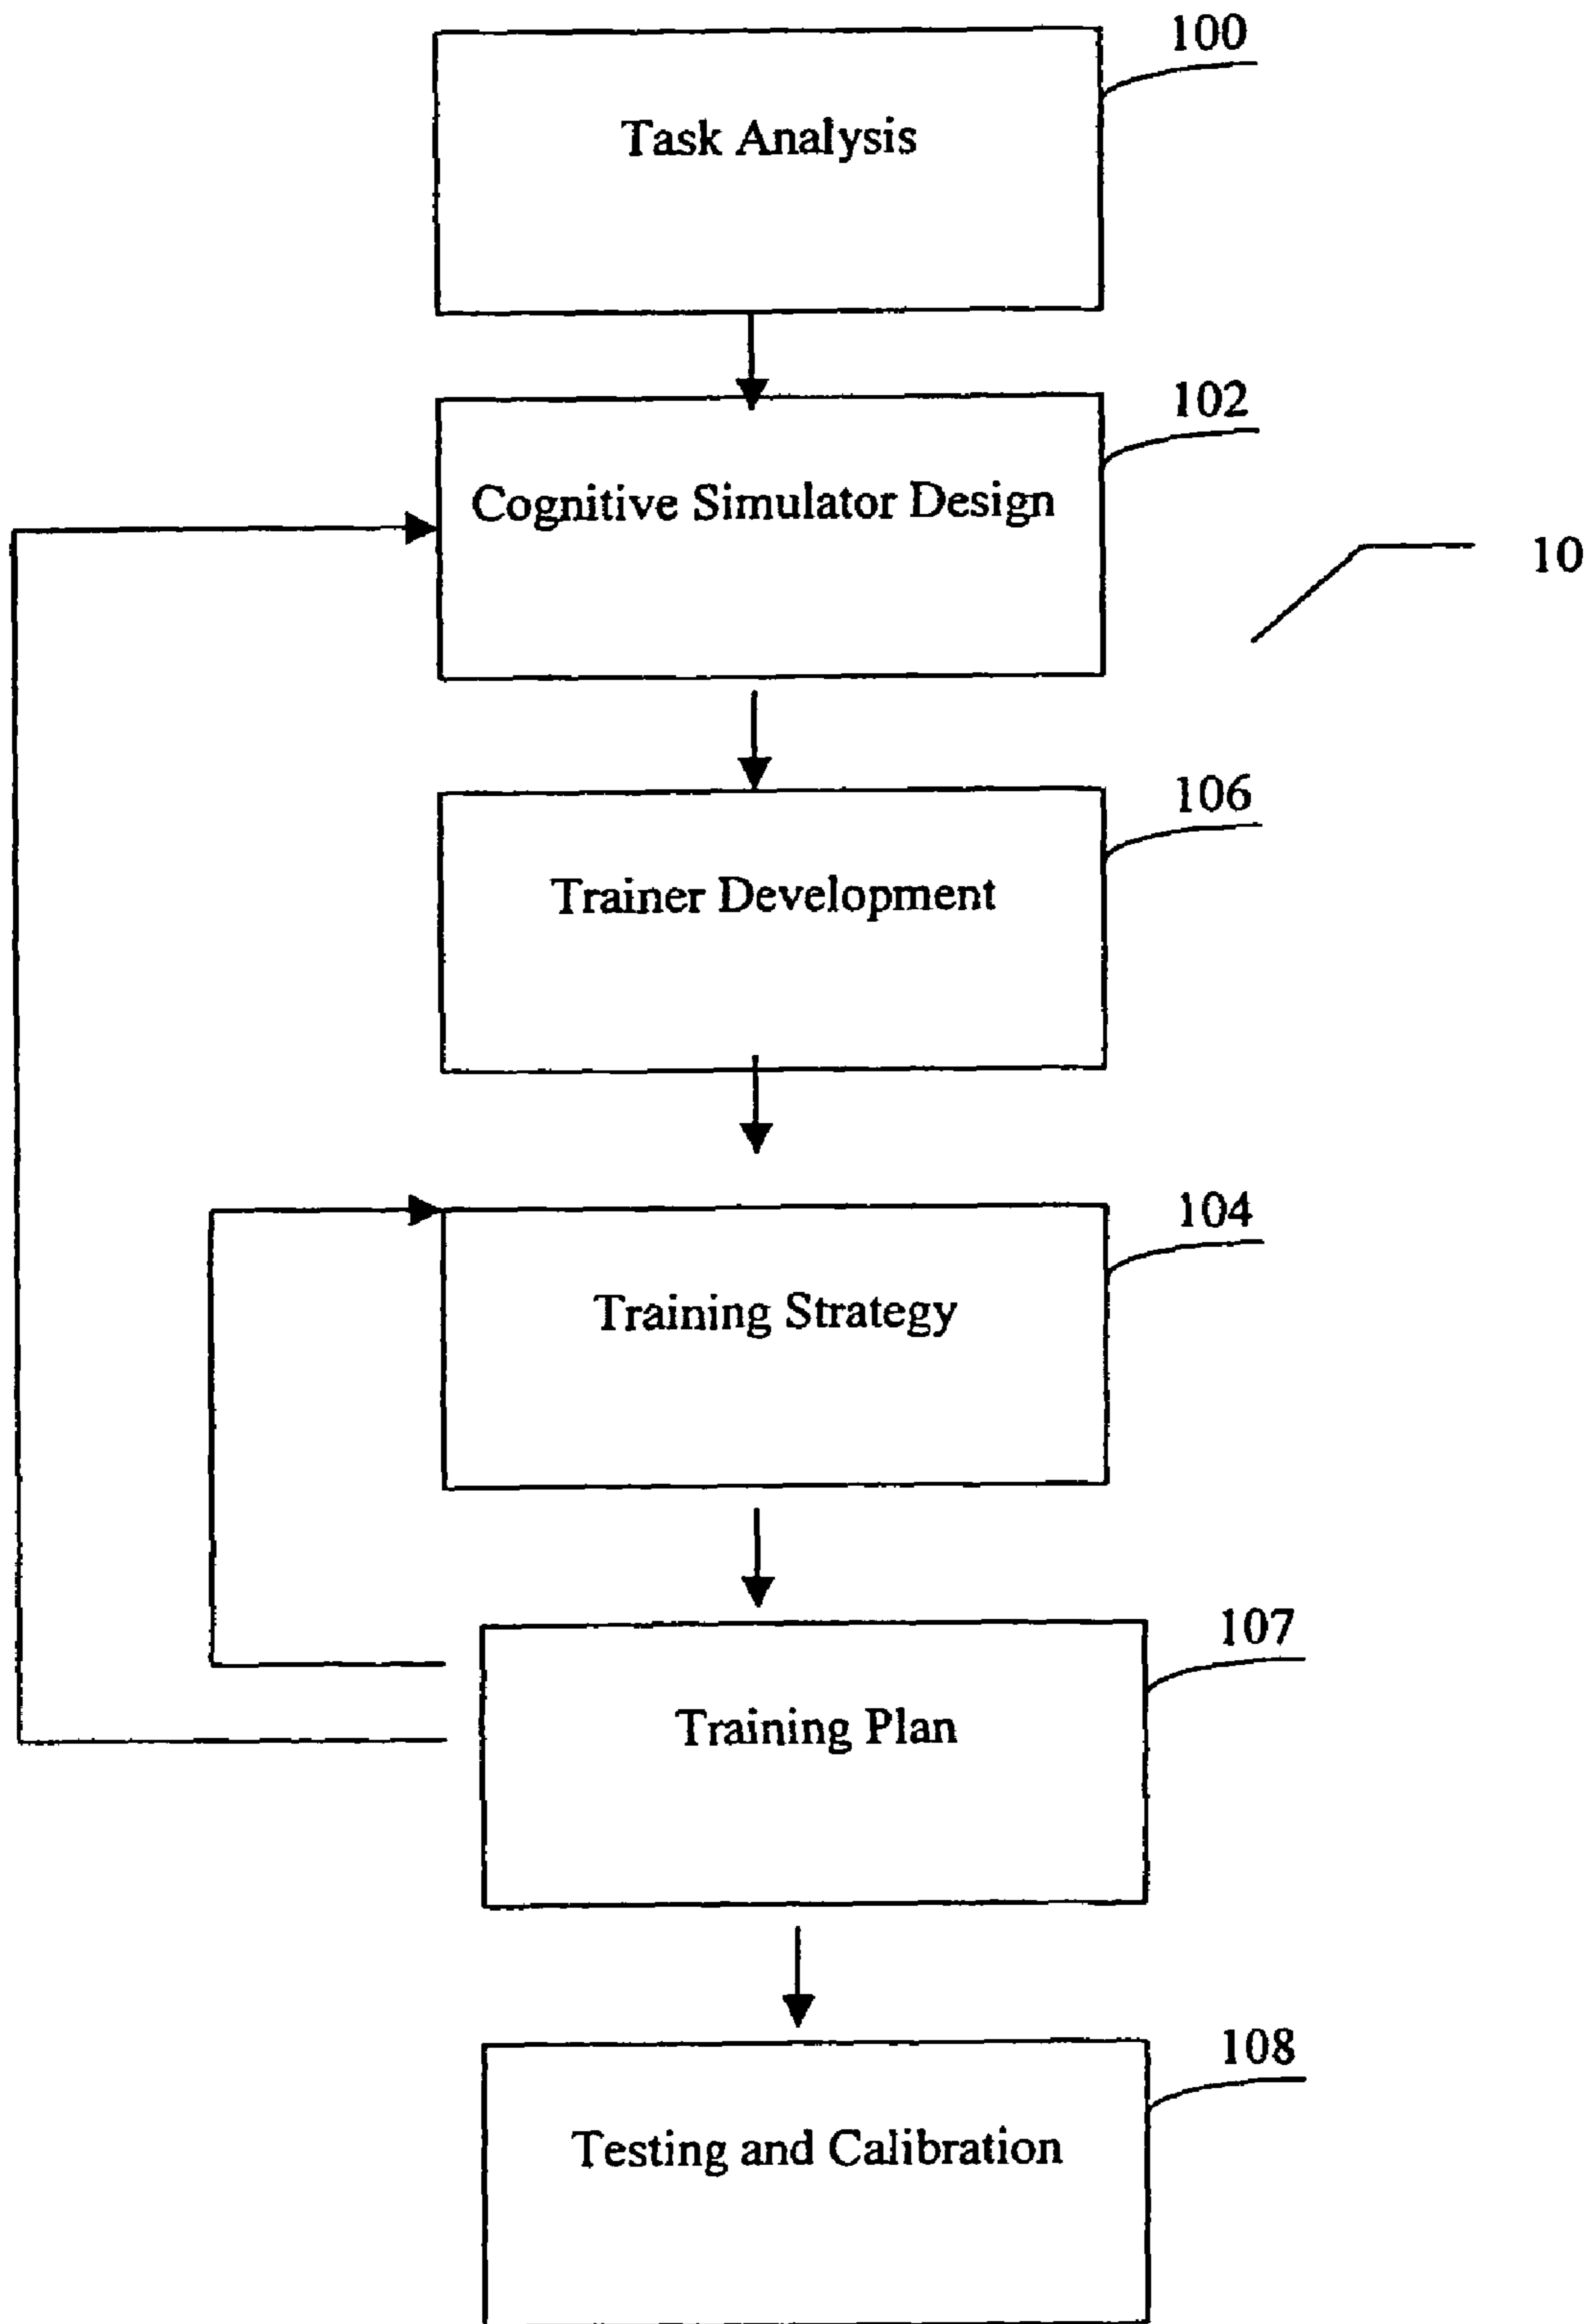 100
Task Analysis
102
Cognitive Simulator Design
10
106
Trainer Development
104
Training Strategy
107
Training Plan
108
Testing and Calibration